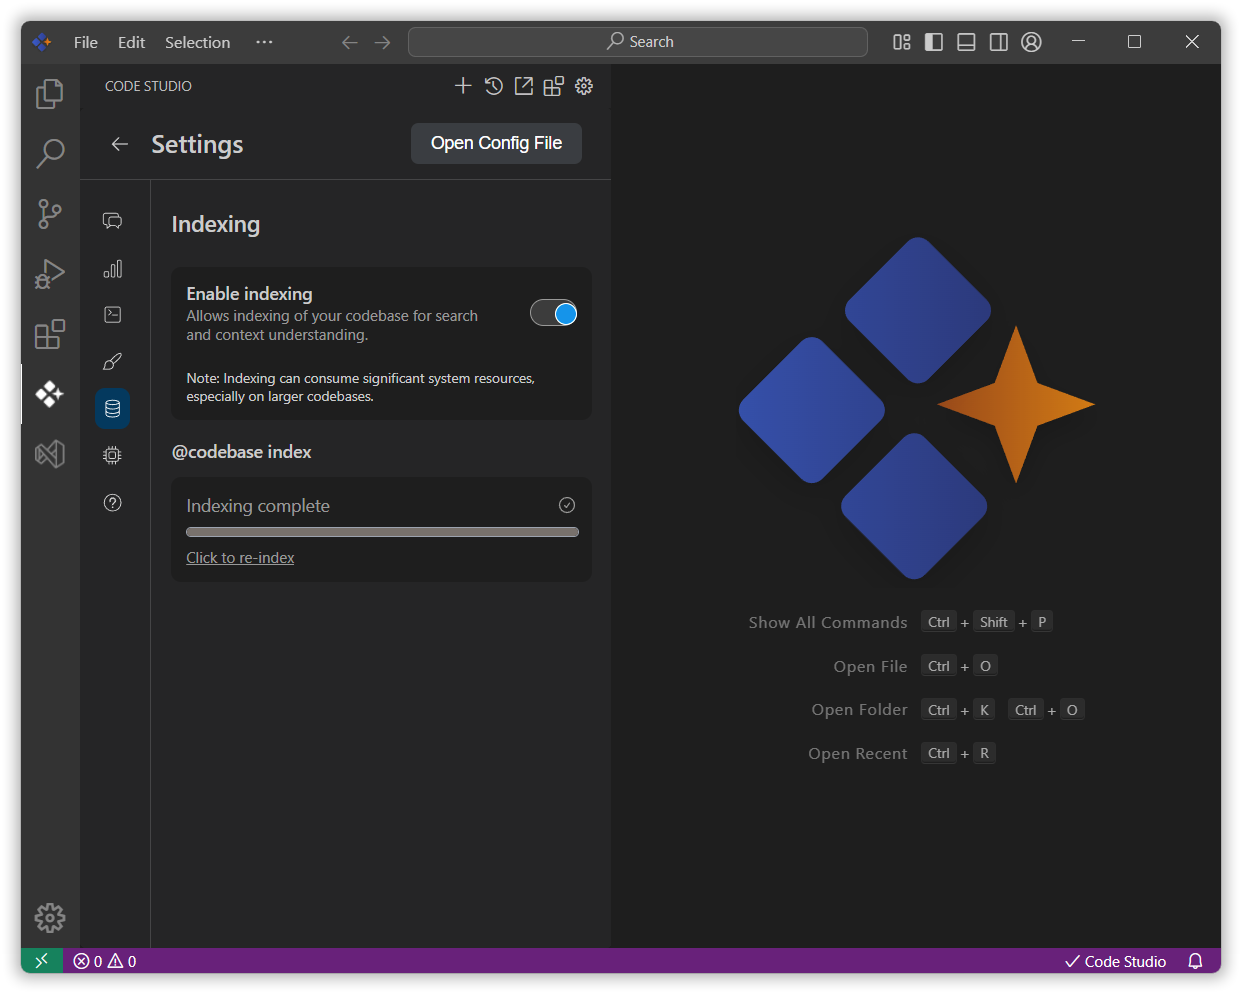 File Edit Selection ··· Search
CODE STUDIO
Settings
Open Config File
Indexing
Enable indexing
Allows indexing of your codebase for search
and context understanding.
Note: Indexing can consume significant system resources,
especially on larger codebases.
@codebase index
Indexing complete
Click to re-index
Show All Commands Ctrl + Shift + P
Open File Ctrl + O
Open Folder Ctrl + K Ctrl + O
Open Recent Ctrl + R
0 0 Code Studio